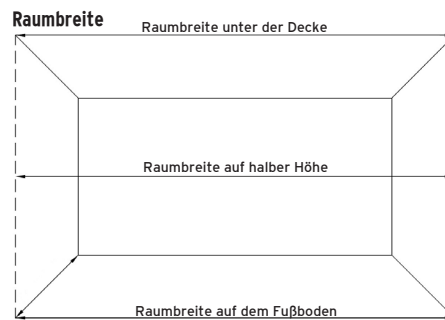 Raumbreite
Raumbreite unter der Decke
Raumbreite auf halber Höhe
Raumbreite auf dem Fußboden